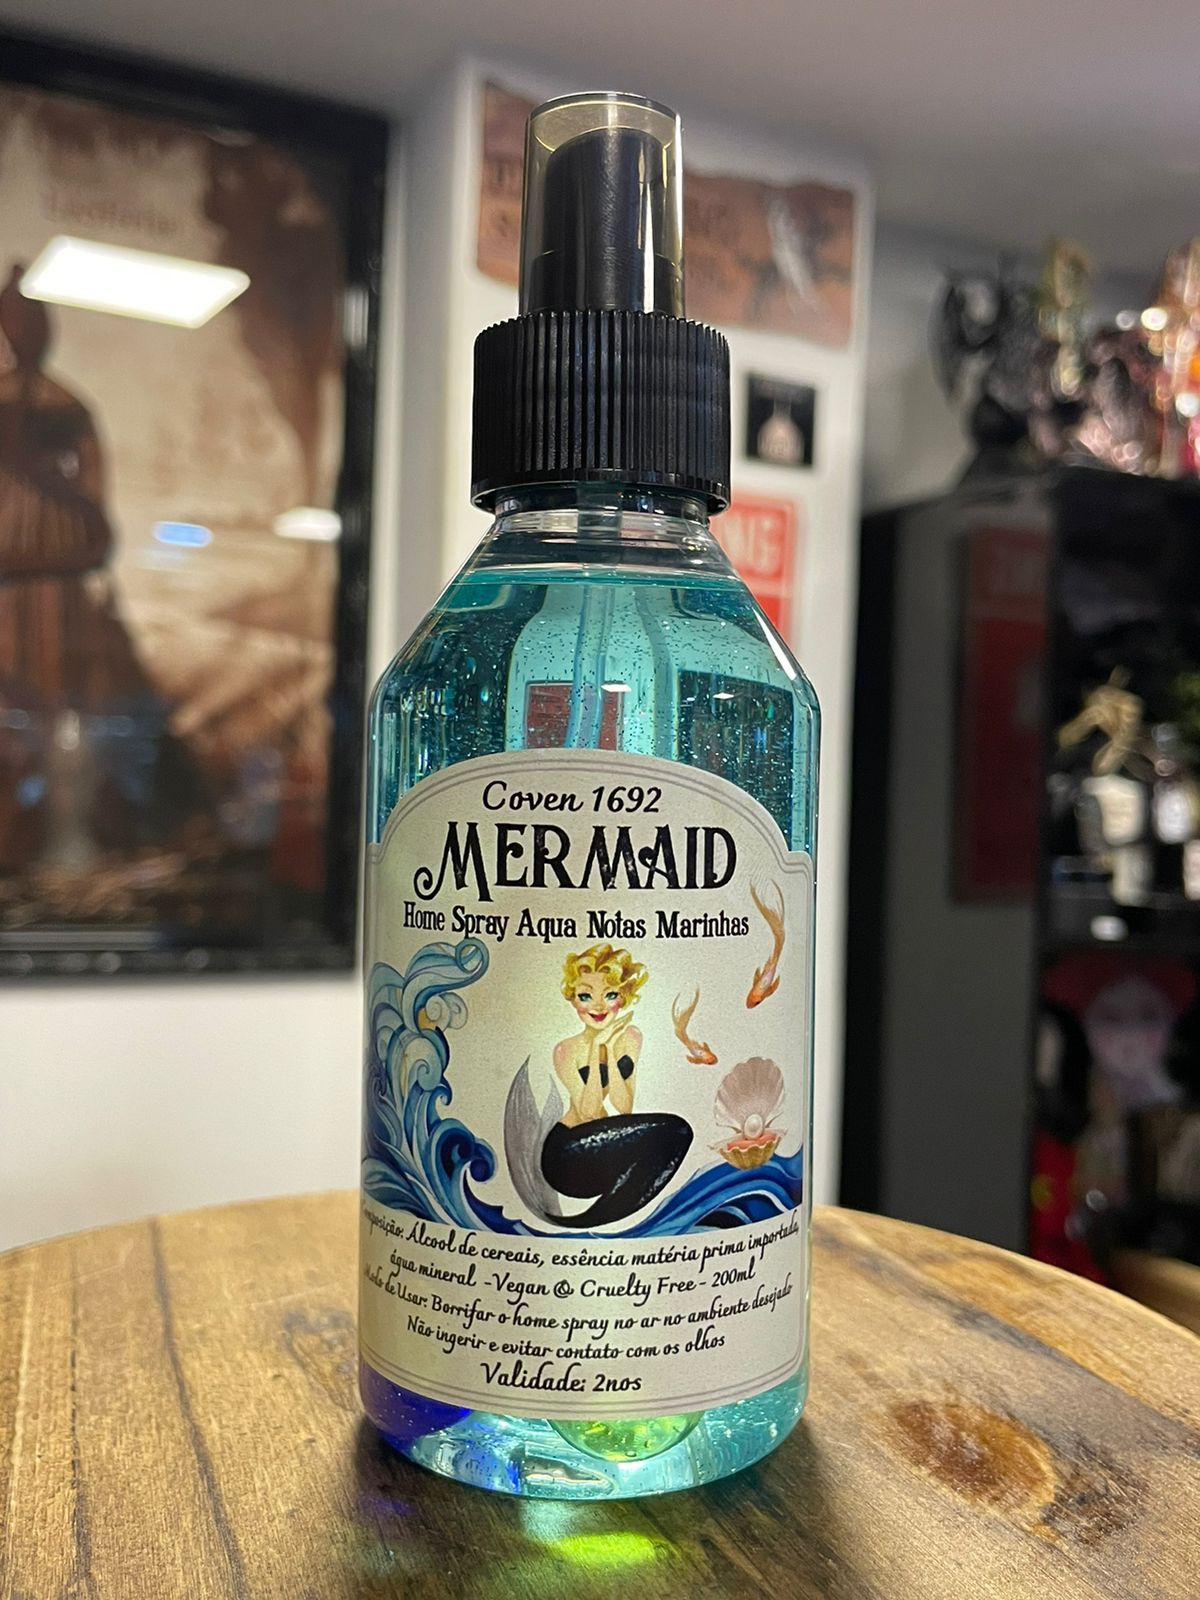 Coven 1692
MERMAID
Home Spray Aqua Notas Marinhas
Álcool de cereais, essência matéria prima importada,
água mineral -Vegan & Cruelty Free - 200ml
Modo de Usar: Borrifar o home spray no ar no ambiente desejado
Não ingerir e evitar contato com os olhos
Validade: 2nos